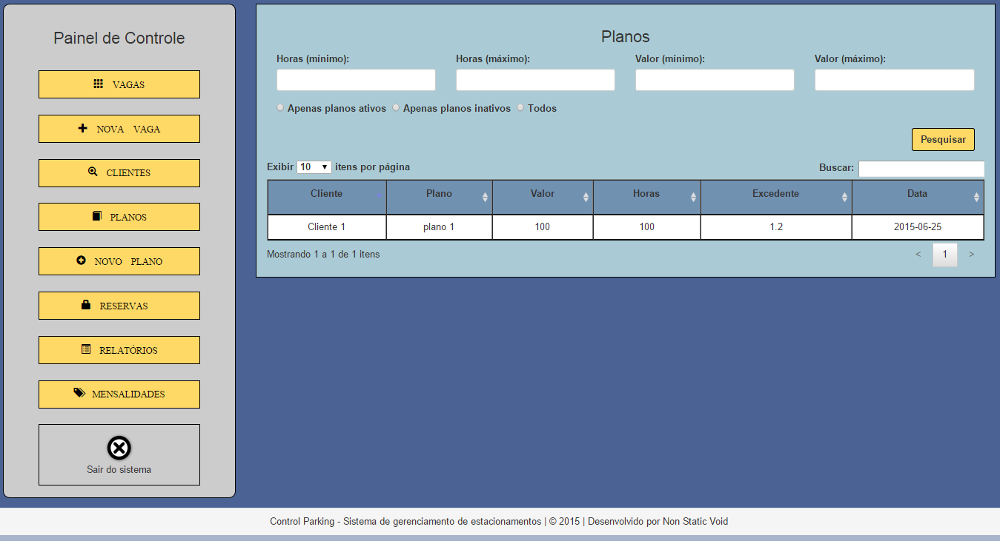 Painel de Controle
VAGAS
NOVA VAGA
CLIENTES
PLANOS
NOVO PLANO
RESERVAS
RELATÓRIOS
MENSALIDADES
Sair do sistema
Planos
Horas (mínimo): Horas (máximo): Valor (mínimo): Valor (máximo):
Apenas planos ativos Apenas planos inativos Todos
Pesquisar
Exibir 10 itens por página Buscar:
Cliente Plano Valor Horas Excedente Data
Cliente 1 plano 1 100 100 1.2 2015-06-25
Mostrando 1 a 1 de 1 itens < 1 >
Control Parking - Sistema de gerenciamento de estacionamentos | © 2015 | Desenvolvido por Non Static Void